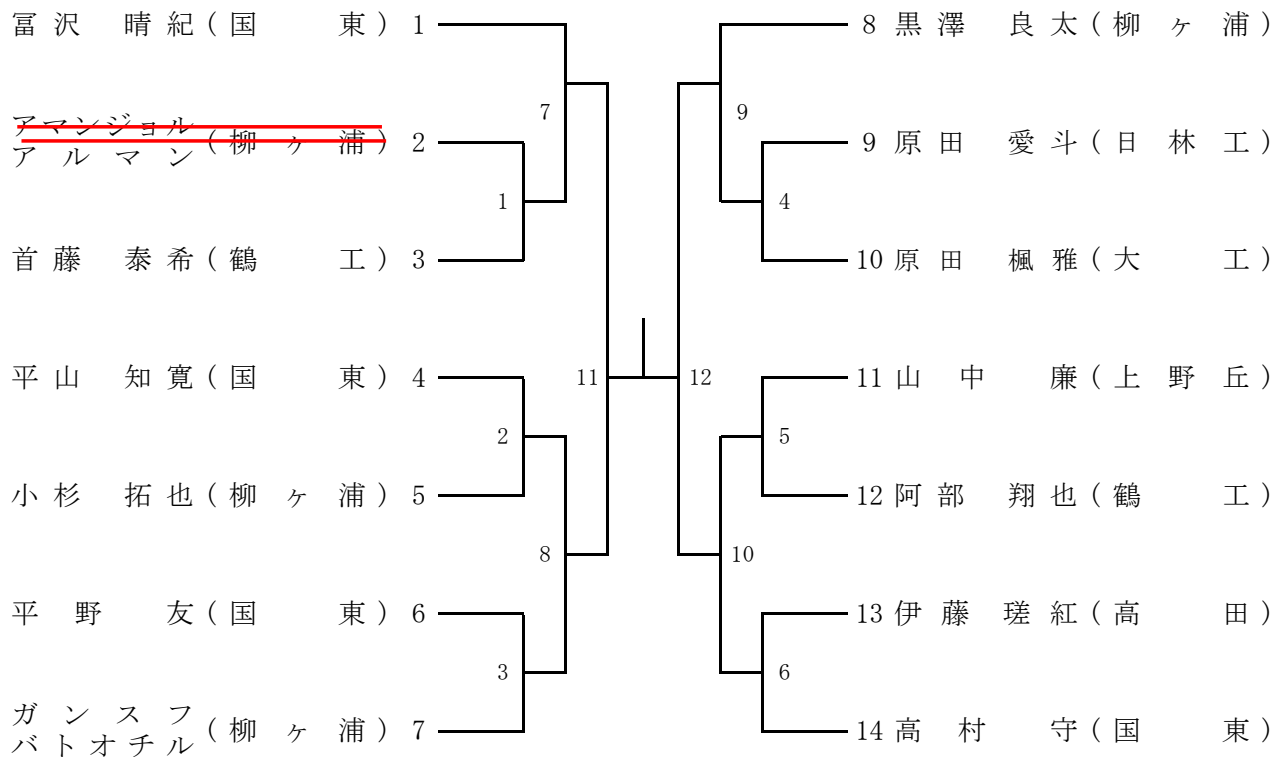 冨沢 晴紀(国 東) 1
アマンジョル
アルマン (柳ヶ浦) 2
首藤 泰希(鶴 工) 3
平山 知寛(国 東) 4
小杉 拓也(柳ヶ浦) 5
平野 友(国 東) 6
ガンスフ
バトオチル (柳ヶ浦) 7
7
1
2
8
3
11
12
9
4
5
10
6
8 黒澤 良太(柳ヶ浦)
9 原田 愛斗(日林工)
10 原田 楓雅(大 工)
11 山中 廉(上野丘)
12 阿部 翔也(鶴 工)
13 伊藤 瑳紅(高 田)
14 高村 守(国 東)